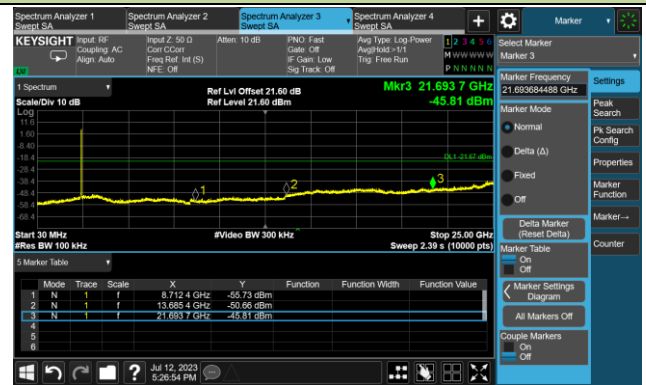 Spectrum Analyzer 1
Swept SA
Spectrum Analyzer 2
Swept SA
Spectrum Analyzer 3
Swept SA
Spectrum Analyzer 4
Swept SA
+
Marker
KEYSIGHT
Input: RF
Coupling: AC
Align: Auto
Input Z: 50 Ω
Corr CCorr
Freq Ref: Int (S)
NFE: Off
Atten: 10 dB
PNO: Fast
Gate: Off
IF Gain: Low
Sig Track: Off
Avg Type: Log-Power
Avg|Hold:>1/1
Trig: Free Run
1 2 3 4 5 6
M W W W W W
P N N N N N
LXI
Select Marker
Marker 3
1 Spectrum
Scale/Div 10 dB
Ref Lvl Offset 21.60 dB
Ref Level 21.60 dBm
Mkr3 21.693 7 GHz
-45.81 dBm
Log
11.6
1.60
-8.40
-18.4
-28.4
-38.4
-48.4
-58.4
-68.4
DL1 -21.67 dBm
1
2
3
Start 30 MHz
#Res BW 100 kHz
#Video BW 300 kHz
Stop 25.00 GHz
Sweep 2.39 s (10000 pts)
5 Marker Table
Mode Trace Scale X Y Function Function Width Function Value
1 N 1 f 8.712 4 GHz -55.73 dBm
2 N 1 f 13.685 4 GHz -50.66 dBm
3 N 1 f 21.693 7 GHz -45.81 dBm
4
5
6
Marker Frequency
21.693684488 GHz
Marker Mode
Normal
Delta (Δ)
Fixed
Off
Delta Marker
(Reset Delta)
Marker Table
On
Off
Marker Settings
Diagram
All Markers Off
Couple Markers
On
Off
Settings
Peak
Search
Pk Search
Config
Properties
Marker
Function
Marker→
Counter
?
Jul 12, 2023
5:26:54 PM